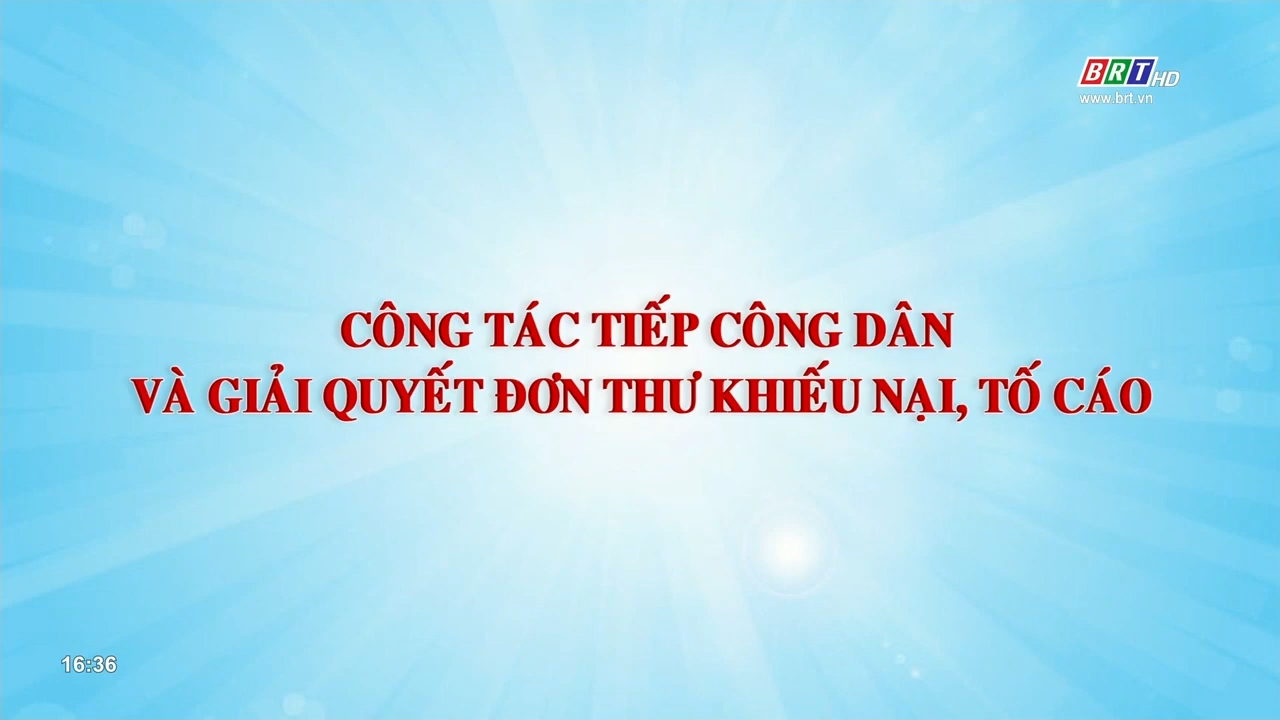 BRT HD
www.brt.vn
CÔNG TÁC TIẾP CÔNG DÂN
VÀ GIẢI QUYẾT ĐƠN THƯ KHIẾU NẠI, TỐ CÁO
16:36